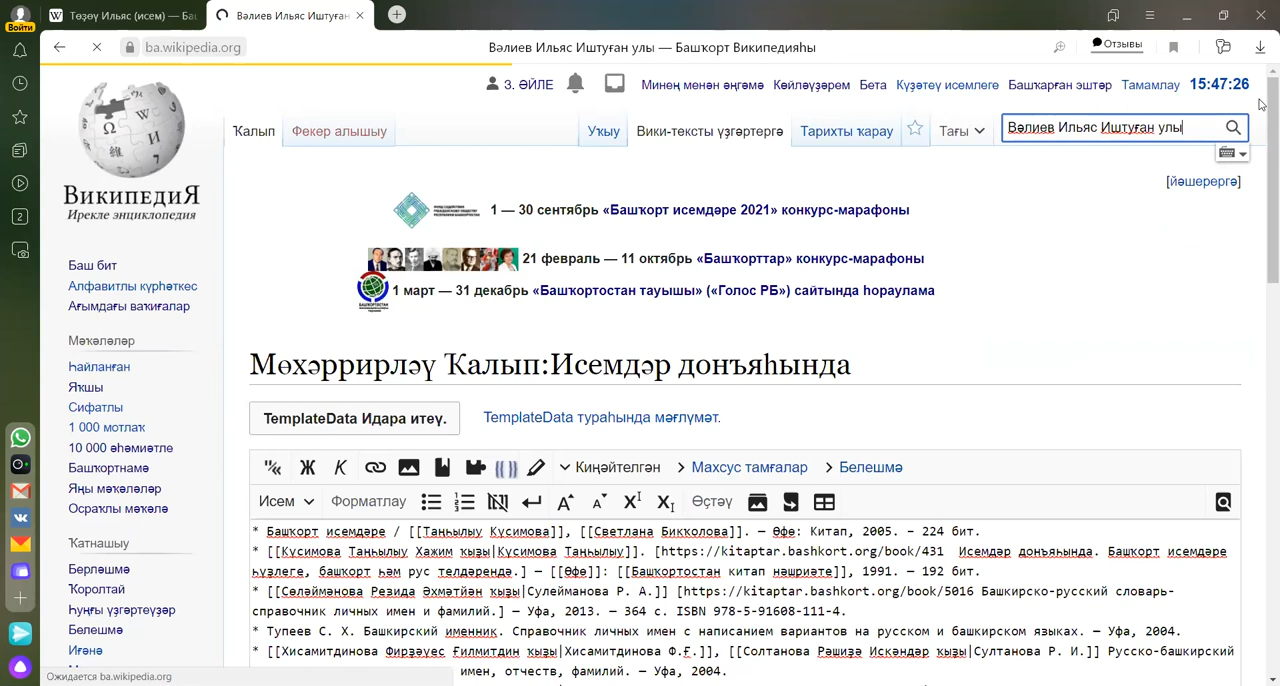 Төҙөү Ильяс (исем) — Ба
Вәлиев Ильяс Иштуған
Войти
ba.wikipedia.org
Вәлиев Ильяс Иштуған улы — Башҡорт Википедияһы
Отзывы
З. ӘЙЛЕ Минең менән әңгәмә Көйләүҙәрем Бета Күҙәтеү исемлеге Башҡарған эштәр Тамамлау 15:47:26
Ҡалып Фекер алышыу Уҡыу Вики-тексты үҙгәртергә Тарихты ҡарау Тағы
Вәлиев Ильяс Иштуған улы
[йәшерергә]
ВикипедиЯ
Ирекле энциклопедия
1 — 30 сентябрь «Башҡорт исемдәре 2021» конкурс-марафоны
21 февраль — 11 октябрь «Башҡорттар» конкурс-марафоны
1 март — 31 декабрь «Башҡортостан тауышы» («Голос РБ») сайтында һораулама
Баш бит
Алфавитлы күрһәткес
Ағымдағы ваҡиғалар
Мәҡәләләр
Һайланған
Яҡшы
Сифатлы
1 000 мотлаҡ
10 000 әһәмиәтле
Башҡортнамә
Яңы мәҡәләләр
Осраҡлы мәҡәлә
Ҡатнашыу
Берләшмә
Ҡоролтай
Һуңғы үҙгәртеүҙәр
Белешмә
Иғәнә
Мөхәррирләү Ҡалып:Исемдәр донъяһында
TemplateData Идара итеү.
TemplateData тураһында мәғлүмәт.
Ж К Киңәйтелгән Махсус тамғалар Белешмә
Исем Форматлау Өҫтәү
* Башҡорт исемдәре / [[Таңһылыу Күсимова]], [[Светлана Биҡҡолова]]. — Өфө: Китап, 2005. – 224 бит.
* [[Күсимова Таңһылыу Хажим ҡыҙы|Күсимова Таңһылыу]]. [https://kitaptar.bashkort.org/book/431 Исемдәр донъяһында. Башҡорт исемдәре
һүҙлеге, башҡорт һәм рус телдәрендә.] — [[Өфө]]: [[Башҡортостан китап нәшриәте]], 1991. — 192 бит.
* [[Сөләймәнова Резида Әхмәтйән ҡыҙы|Сулейманова Р. А.]] [https://kitaptar.bashkort.org/book/5016 Башкирско-русский словарь-
справочник личных имен и фамилий.] — Уфа, 2013. — 364 с. ISBN 978-5-91608-111-4.
* Тупеев С. Х. Башкирский именник. Справочник личных имен с написанием вариантов на русском и башкирском языках. — Уфа, 2004.
* [[Хисамитдинова Фирҙәүес Ғилмитдин ҡыҙы|Хисамитдинова Ф.Ғ.]], [[Солтанова Рәшиҙә Искәндәр ҡыҙы|Султанова Р. И.]] Русско-башкирский
имен, отчеств, фамилий. — Уфа, 2004.
Ожидается ba.wikipedia.org